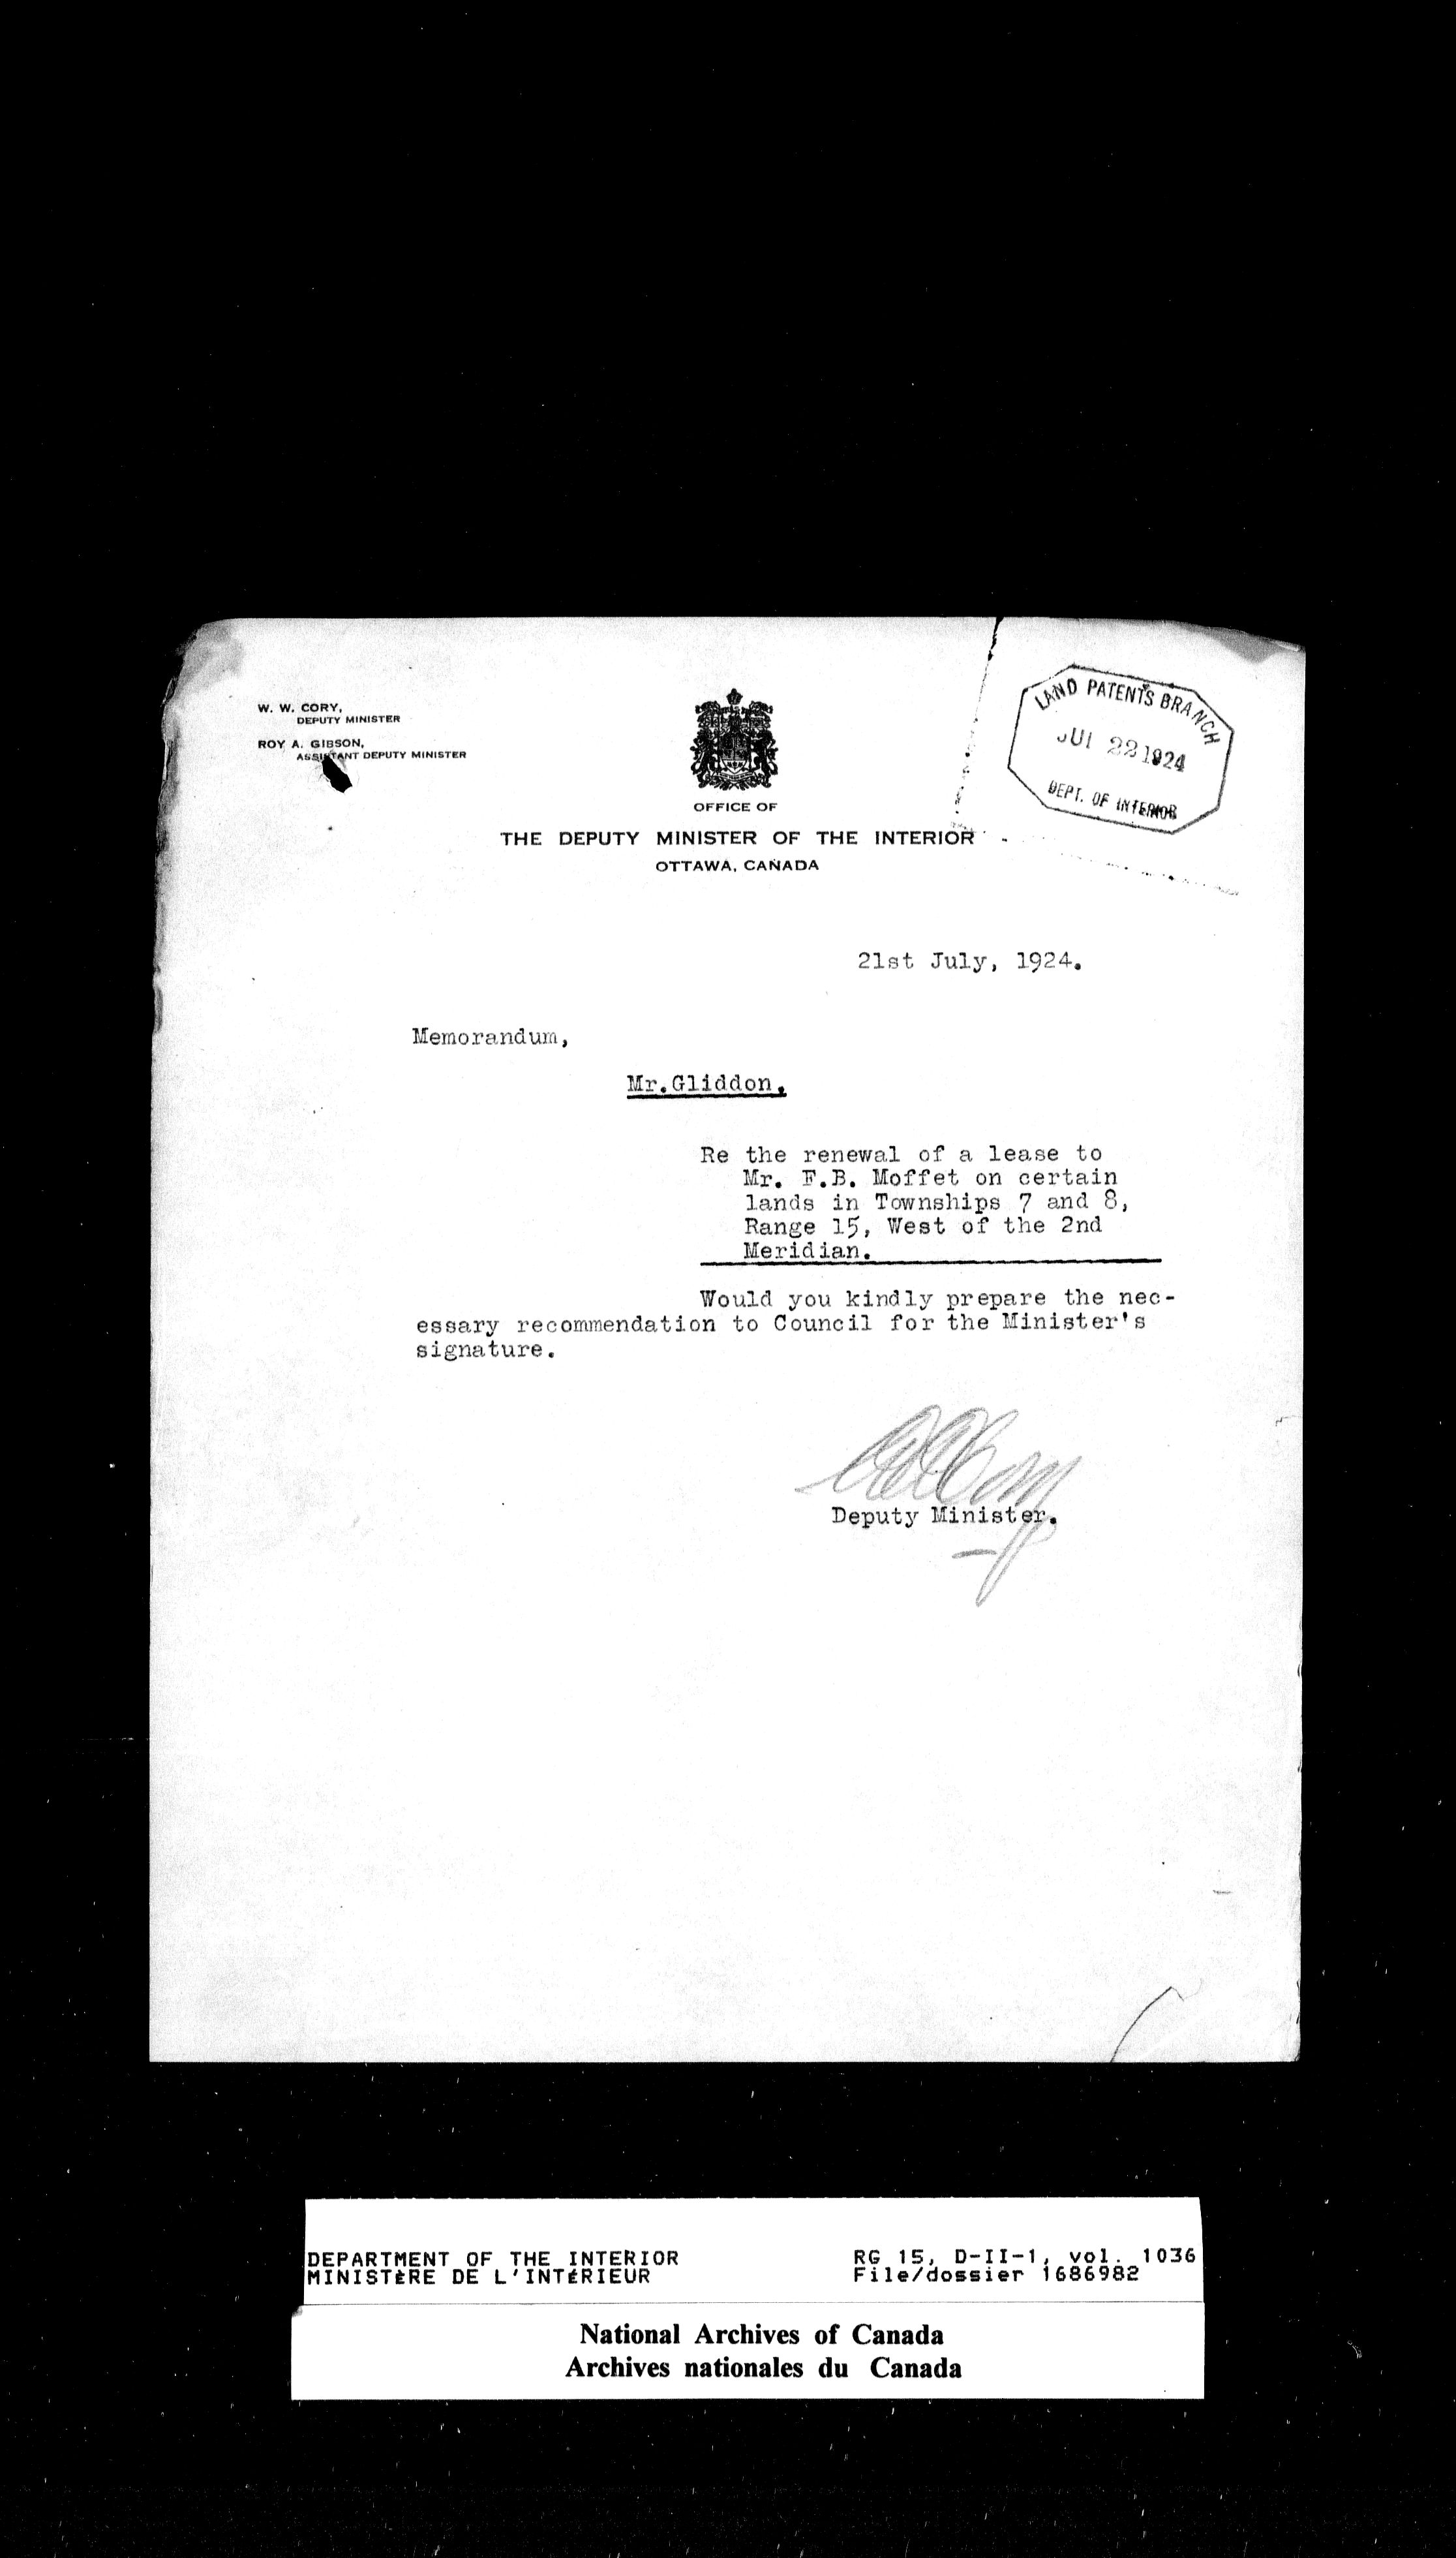 W. W. CORY,
DEPUTY MINISTER
ROY A. GIBSON,
ASSISTANT DEPUTY MINISTER
LAND PATENTS BRANCH
JUL 22 1924
DEPT. OF INTERIOR
OFFICE OF
THE DEPUTY MINISTER OF THE INTERIOR
OTTAWA, CANADA
21st July, 1924.
Memorandum,
Mr.Gliddon.
Re the renewal of a lease to
Mr. F.B. Moffet on certain
lands in Townships 7 and 8,
Range 15, West of the 2nd
Meridian.
Would you kindly prepare the nec-
essary recommendation to Council for the Minister's
signature.
WWCory
Deputy Minister.
DEPARTMENT OF THE INTERIOR
MINISTÈRE DE L'INTÉRIEUR
RG 15, D-II-1, vol. 1036
File/dossier 1686982
National Archives of Canada
Archives nationales du Canada